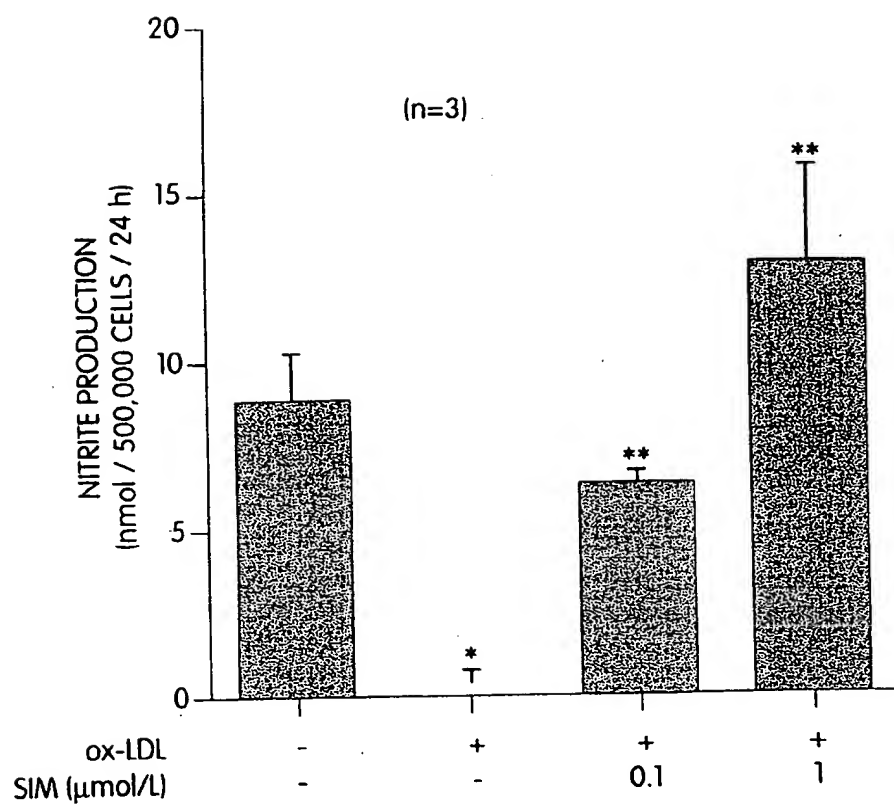 20
(n=3)
**
15
NITRITE PRODUCTION
(nmol / 500,000 CELLS / 24 h)
10
**
5
*
0
ox-LDL - + + +
SIM (μmol/L) - - 0.1 1